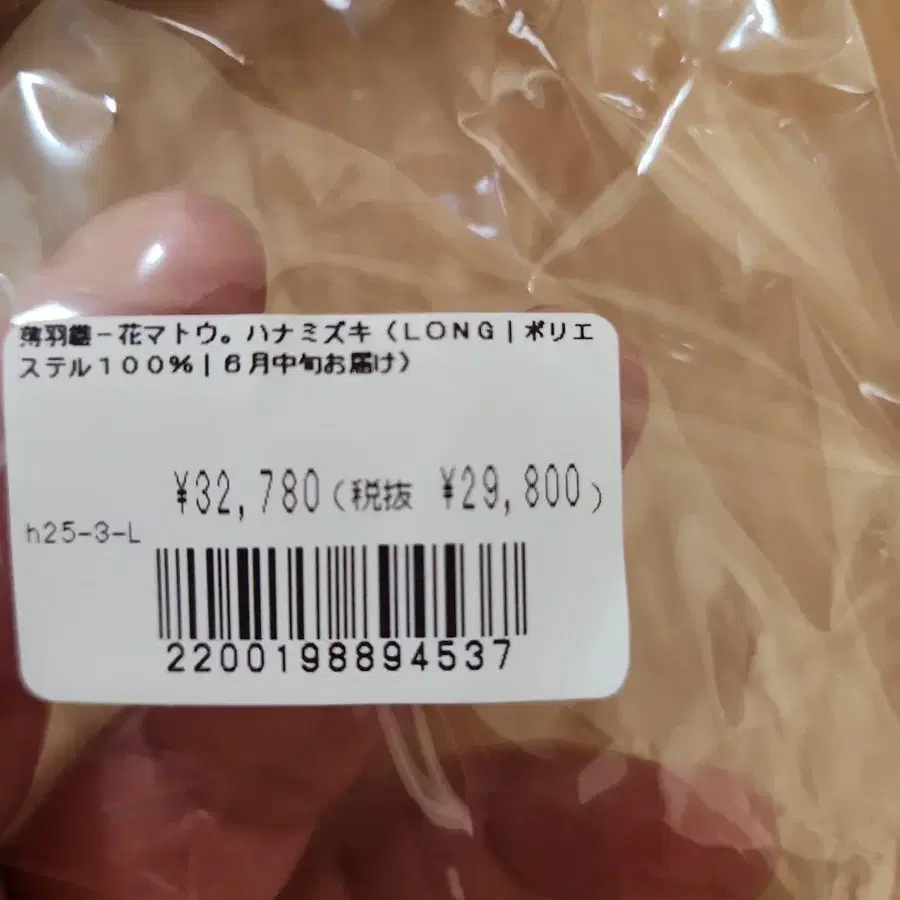 薄羽纏－花マトウ。ハナミズキ（ＬＯＮＧ｜ポリエ
ステル１００％｜６月中旬お届け）
¥32,780(税抜 ¥29,800)
h25-3-L
2200198894537